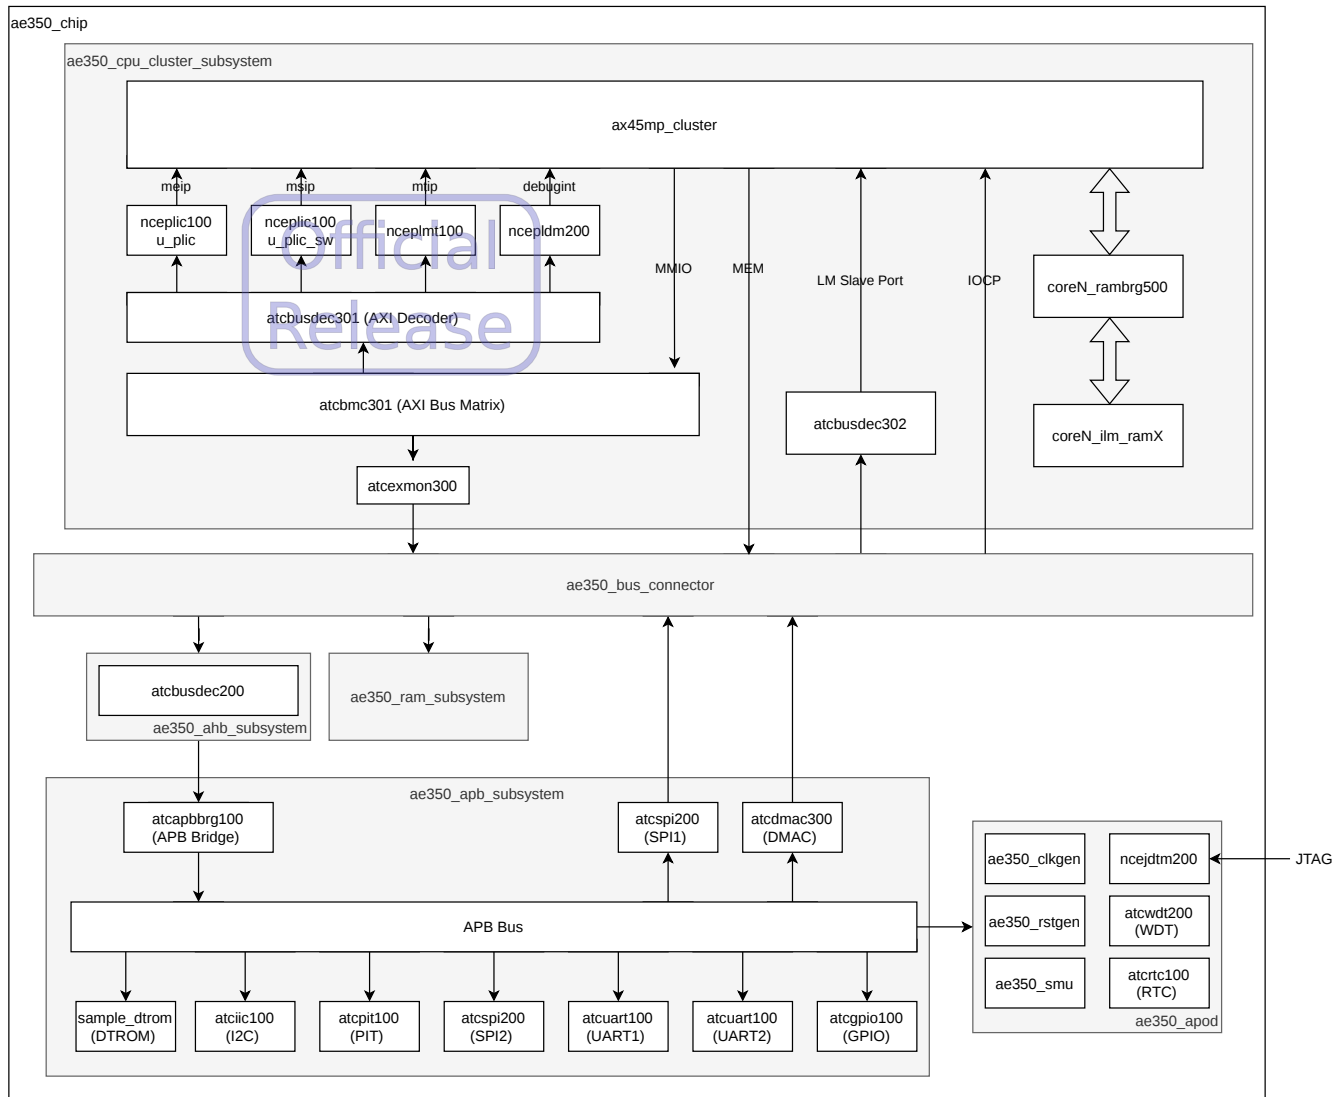 ae350_chip
ae350_cpu_cluster_subsystem
ax45mp_cluster
meip
msip
mtip
debugint
nceplic100
u_plic
nceplic100
u_plic_sw
nceplmt100
ncepldm200
Official
Release
MMIO
MEM
LM Slave Port
IOCP
coreN_rambrg500
atcbusdec301 (AXI Decoder)
atcbmc301 (AXI Bus Matrix)
atcbusdec302
coreN_ilm_ramX
atcexmon300
ae350_bus_connector
atcbusdec200
ae350_ahb_subsystem
ae350_ram_subsystem
ae350_apb_subsystem
atcapbbrg100
(APB Bridge)
atcspi200
(SPI1)
atcdmac300
(DMAC)
ae350_clkgen
ncejdtm200
JTAG
ae350_rstgen
atcwdt200
(WDT)
APB Bus
ae350_smu
atcrtc100
(RTC)
ae350_apod
sample_dtrom
(DTROM)
atciic100
(I2C)
atcpit100
(PIT)
atcspi200
(SPI2)
atcuart100
(UART1)
atcuart100
(UART2)
atcgpio100
(GPIO)